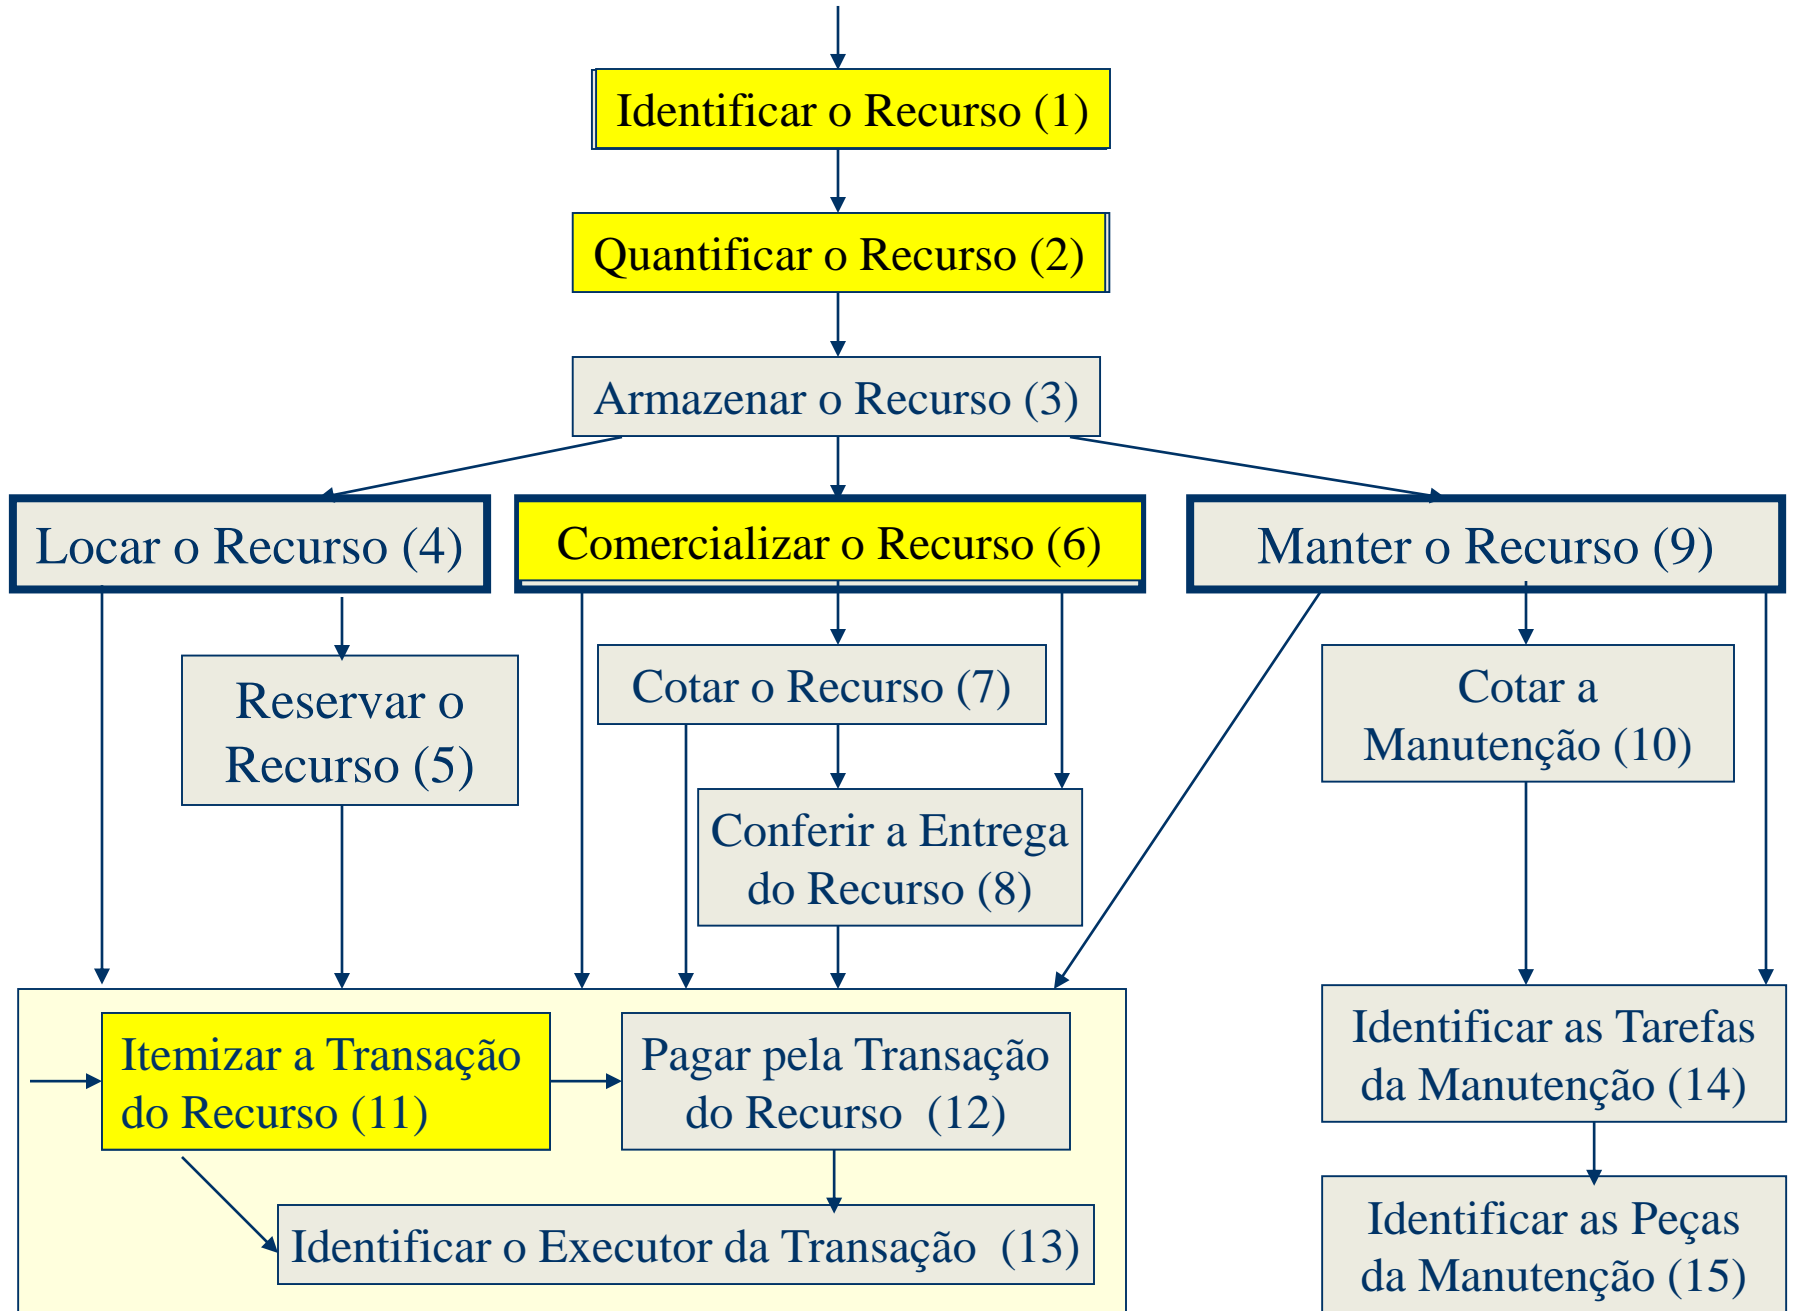 Identificar o Recurso (1)
Quantificar o Recurso (2)
Armazenar o Recurso (3)
Locar o Recurso (4)
Comercializar o Recurso (6)
Manter o Recurso (9)
Reservar o
Recurso (5)
Cotar o Recurso (7)
Cotar a
Manutenção (10)
Conferir a Entrega
do Recurso (8)
Itemizar a Transação
do Recurso (11)
Pagar pela Transação
do Recurso (12)
Identificar as Tarefas
da Manutenção (14)
Identificar o Executor da Transação (13)
Identificar as Peças
da Manutenção (15)